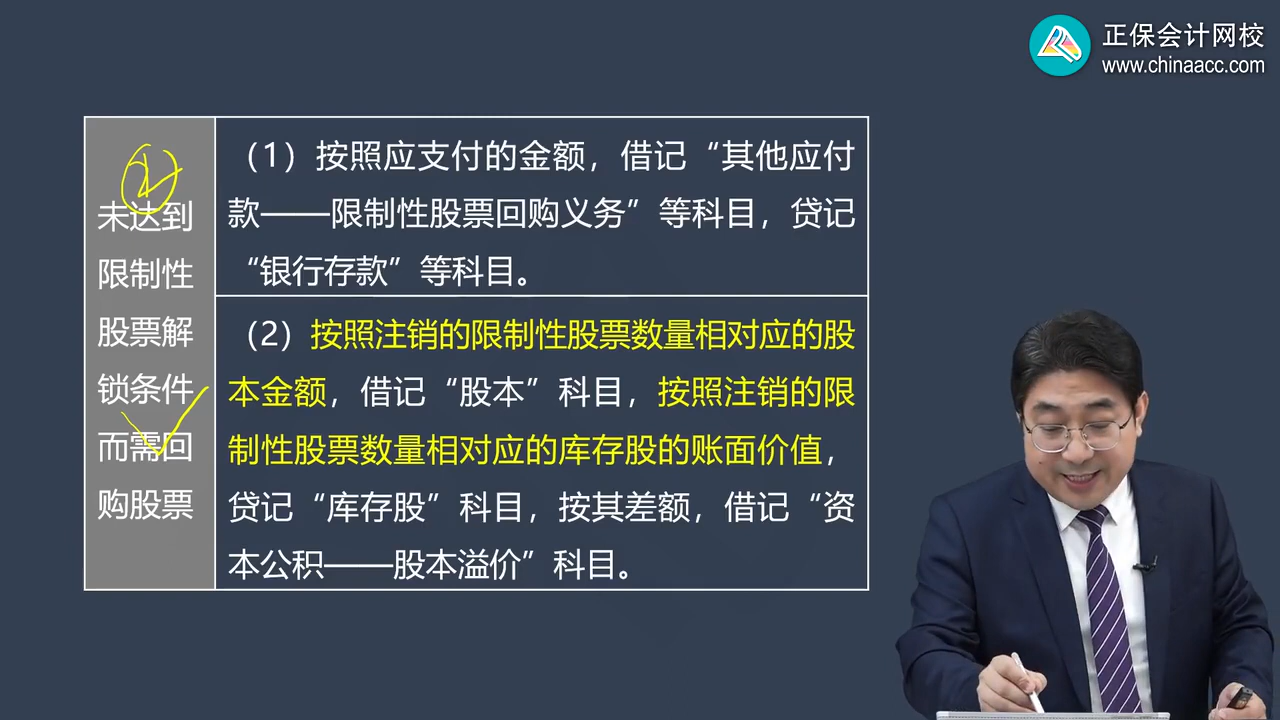 正保会计网校
www.chinaacc.com
②
未达到
限制性
股票解
锁条件
而需回
购股票
（1）按照应支付的金额，借记“其他应付
款——限制性股票回购义务”等科目，贷记
“银行存款”等科目。
（2）按照注销的限制性股票数量相对应的股
本金额，借记“股本”科目，按照注销的限
制性股票数量相对应的库存股的账面价值，
贷记“库存股”科目，按其差额，借记“资
本公积——股本溢价”科目。